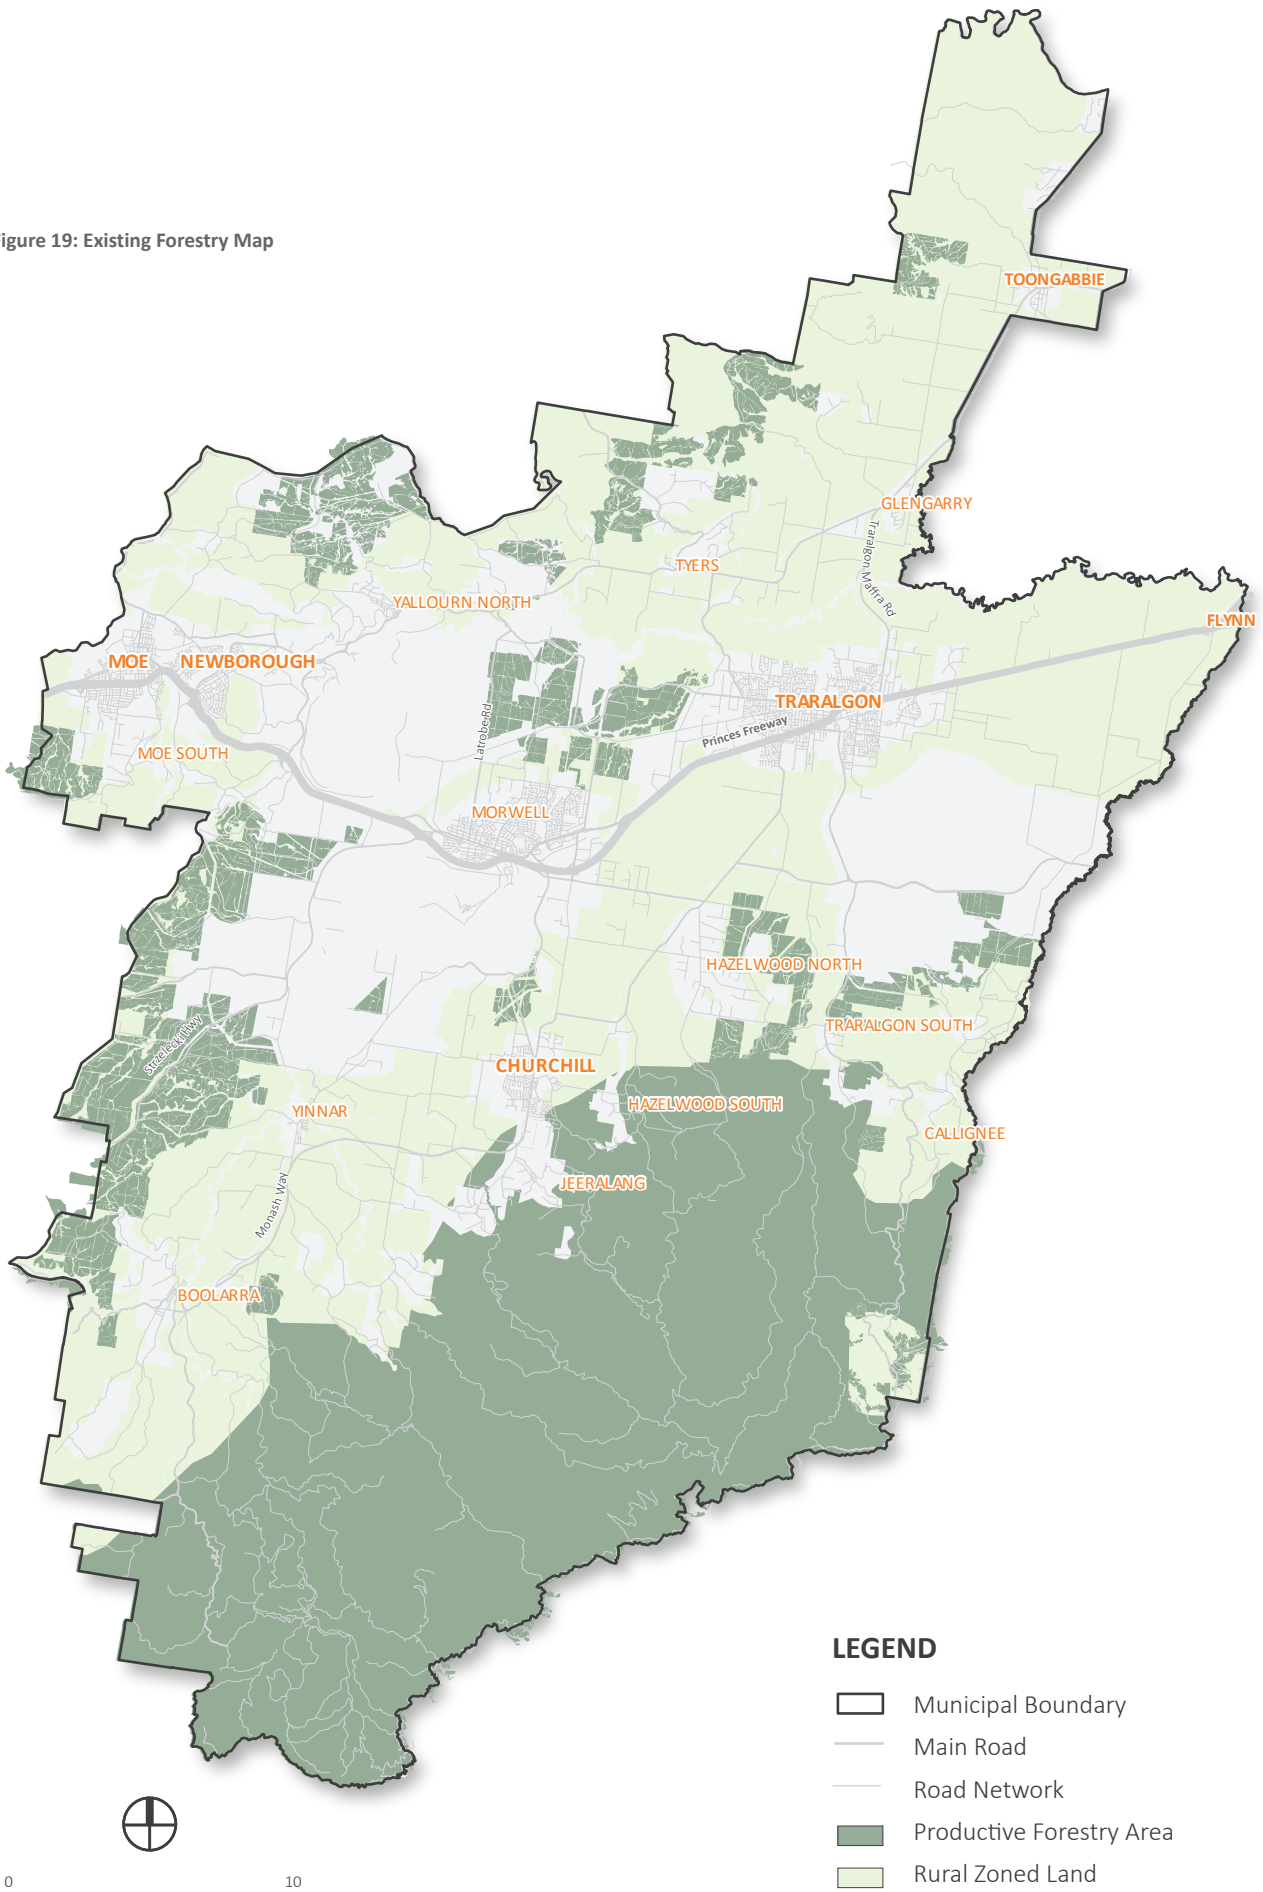 Figure 19: Existing Forestry Map
TOONGABBIE
GLENGARRY
Traralgon Maffra Rd
TYERS
YALLOURN NORTH
FLYNN
MOE
NEWBOROUGH
TRARALGON
Latrobe Rd
Princes Freeway
MOE SOUTH
MORWELL
HAZELWOOD NORTH
TRARALGON SOUTH
Strzelecki Hwy
CHURCHILL
YINNAR
HAZELWOOD SOUTH
CALLIGNEE
JEERALANG
Monash Way
BOOLARRA
LEGEND
Municipal Boundary
Main Road
Road Network
Productive Forestry Area
Rural Zoned Land
0 10